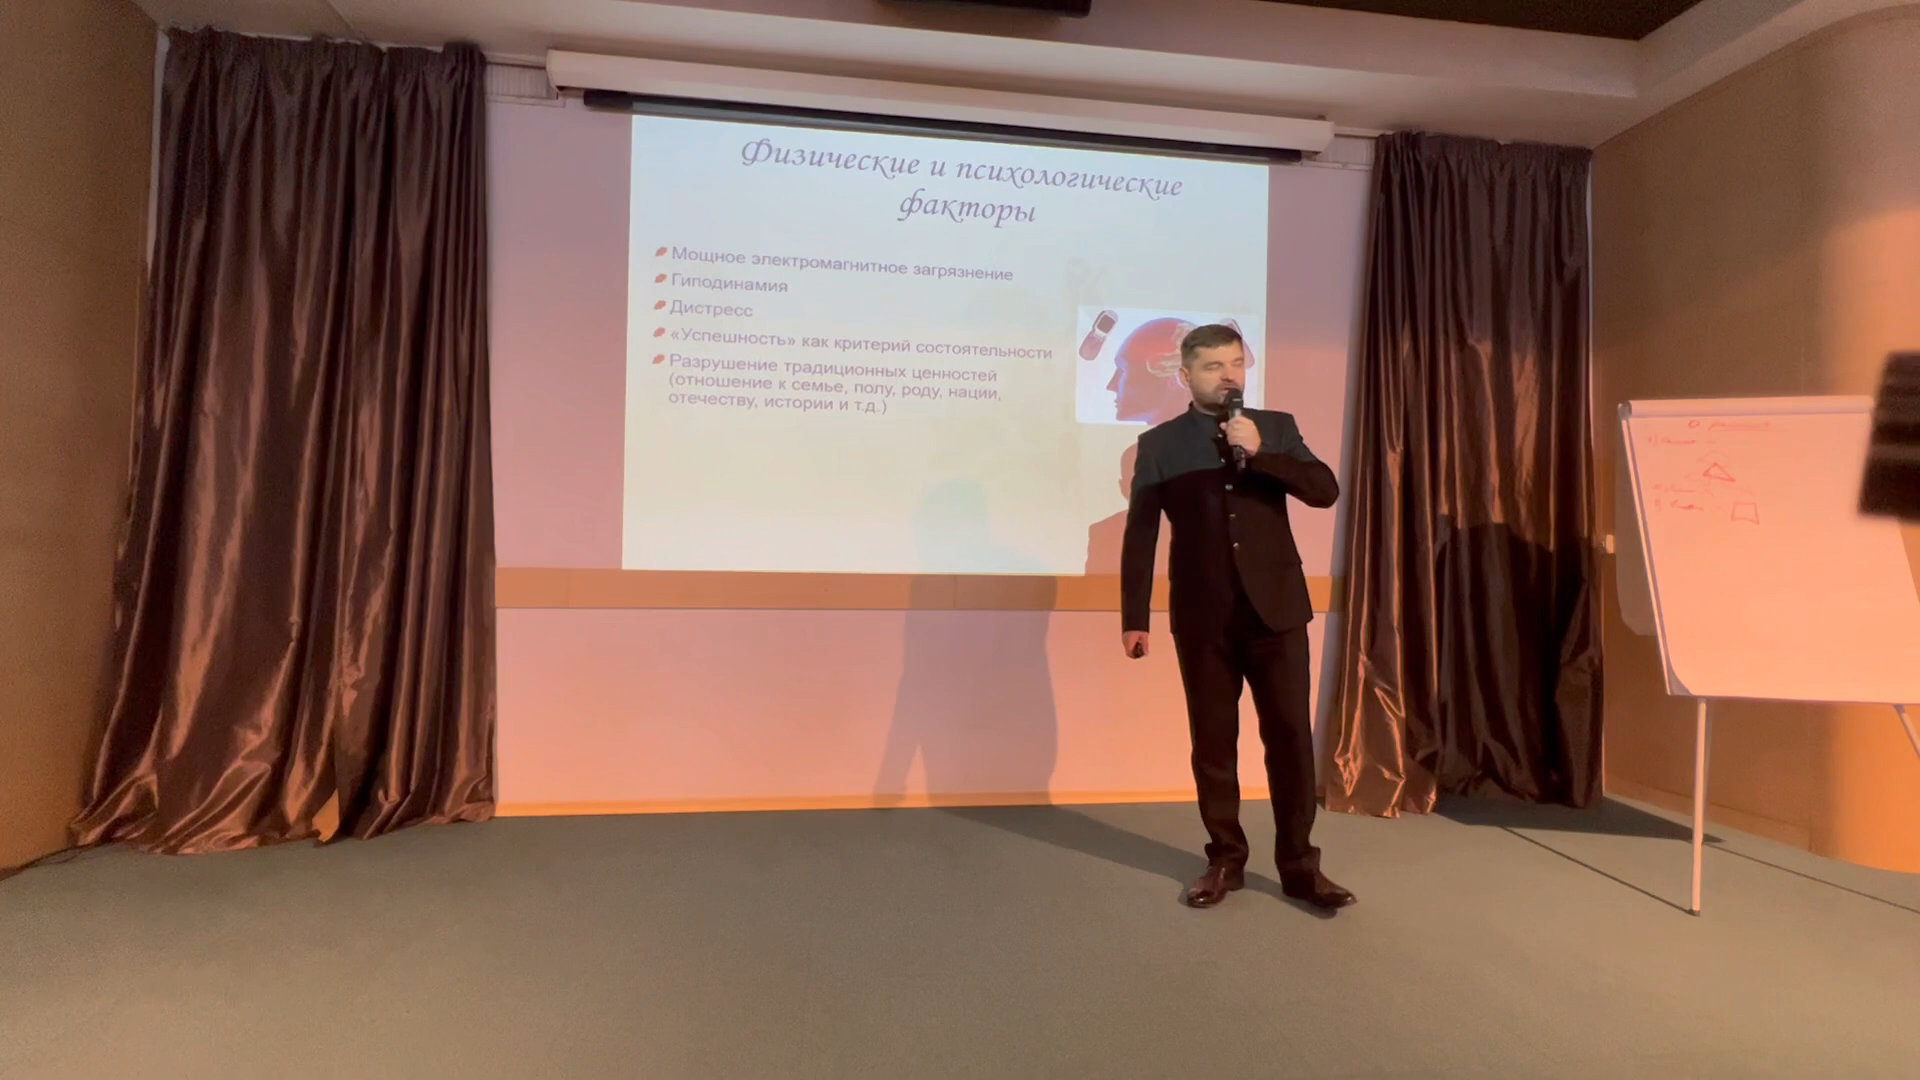 Физические и психологические
факторы
Мощное электромагнитное загрязнение
Гиподинамия
Дистресс
«Успешность» как критерий состоятельности
Разрушение традиционных ценностей
(отношение к семье, полу, роду, нации,
отечеству, истории и т.д.)